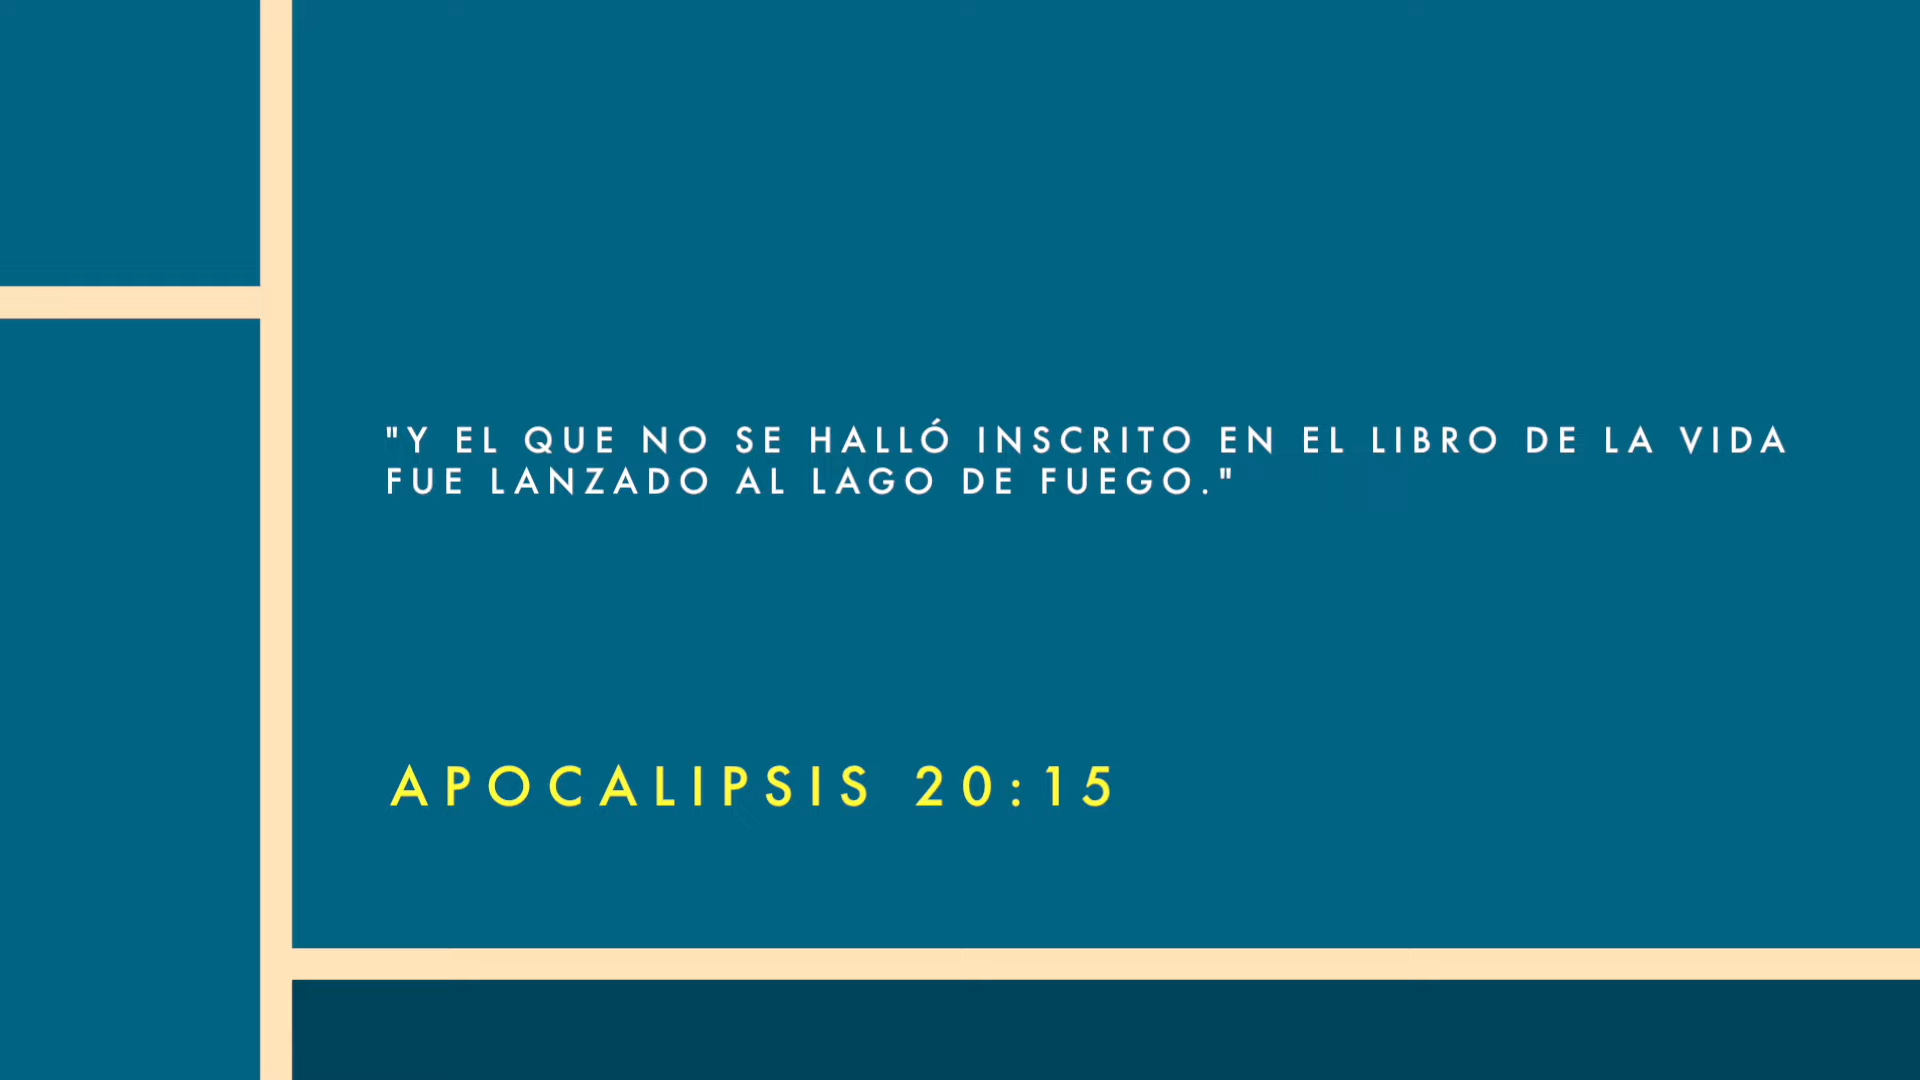 "Y EL QUE NO SE HALLÓ INSCRITO EN EL LIBRO DE LA VIDA
FUE LANZADO AL LAGO DE FUEGO."
APOCALIPSIS 20:15